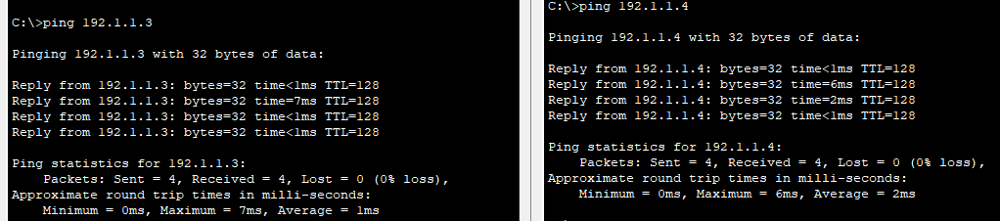 C:\>ping 192.1.1.3
Pinging 192.1.1.3 with 32 bytes of data:
Reply from 192.1.1.3: bytes=32 time<1ms TTL=128
Reply from 192.1.1.3: bytes=32 time=7ms TTL=128
Reply from 192.1.1.3: bytes=32 time<1ms TTL=128
Reply from 192.1.1.3: bytes=32 time<1ms TTL=128
Ping statistics for 192.1.1.3:
Packets: Sent = 4, Received = 4, Lost = 0 (0% loss),
Approximate round trip times in milli-seconds:
Minimum = 0ms, Maximum = 7ms, Average = 1ms
C:\>ping 192.1.1.4
Pinging 192.1.1.4 with 32 bytes of data:
Reply from 192.1.1.4: bytes=32 time<1ms TTL=128
Reply from 192.1.1.4: bytes=32 time=6ms TTL=128
Reply from 192.1.1.4: bytes=32 time=2ms TTL=128
Reply from 192.1.1.4: bytes=32 time<1ms TTL=128
Ping statistics for 192.1.1.4:
Packets: Sent = 4, Received = 4, Lost = 0 (0% loss),
Approximate round trip times in milli-seconds:
Minimum = 0ms, Maximum = 6ms, Average = 2ms